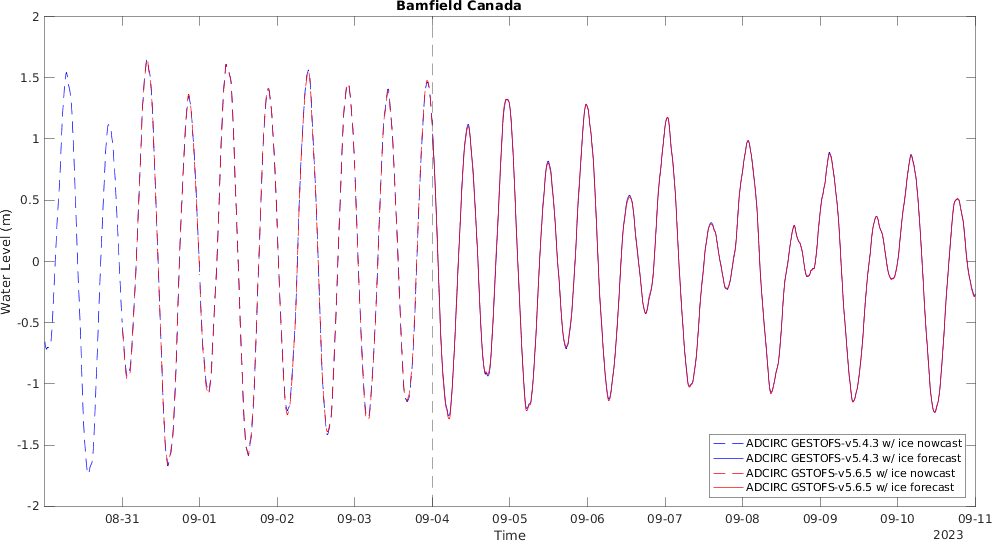 Bamfield Canada
2
1.5
1
0.5
0
-0.5
-1
-1.5
-2
Water Level (m)
08-31 09-01 09-02 09-03 09-04 09-05 09-06 09-07 09-08 09-09 09-10 09-11
Time
2023
ADCIRC GESTOFS-v5.4.3 w/ ice nowcast
ADCIRC GESTOFS-v5.4.3 w/ ice forecast
ADCIRC GSTOFS-v5.6.5 w/ ice nowcast
ADCIRC GSTOFS-v5.6.5 w/ ice forecast